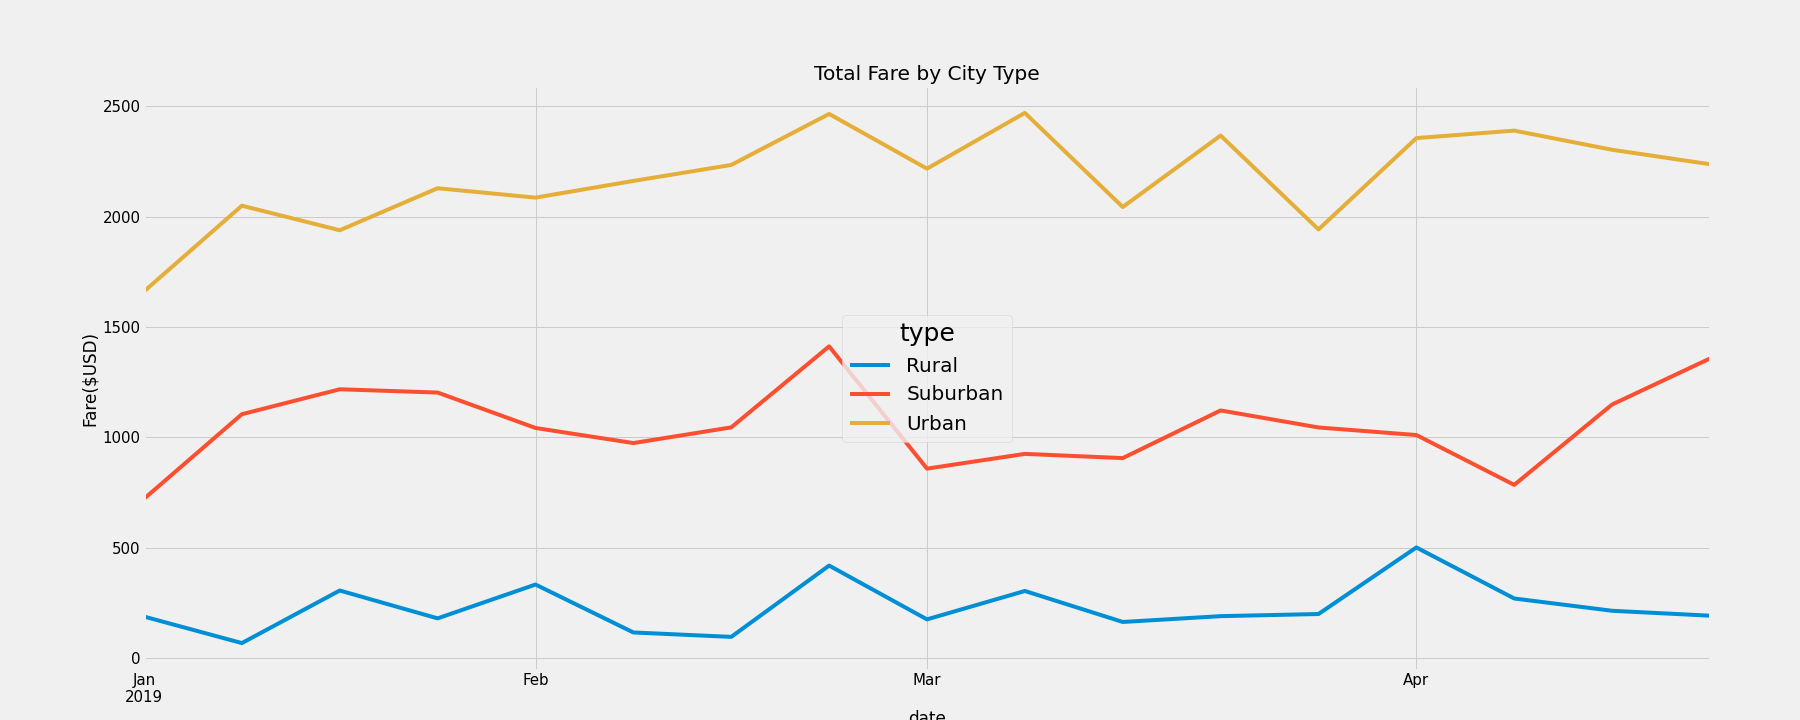 Total Fare by City Type
2500
2000
1500
1000
500
0
Fare($USD)
type
Rural
Suburban
Urban
Jan
2019
Feb
Mar
Apr
date